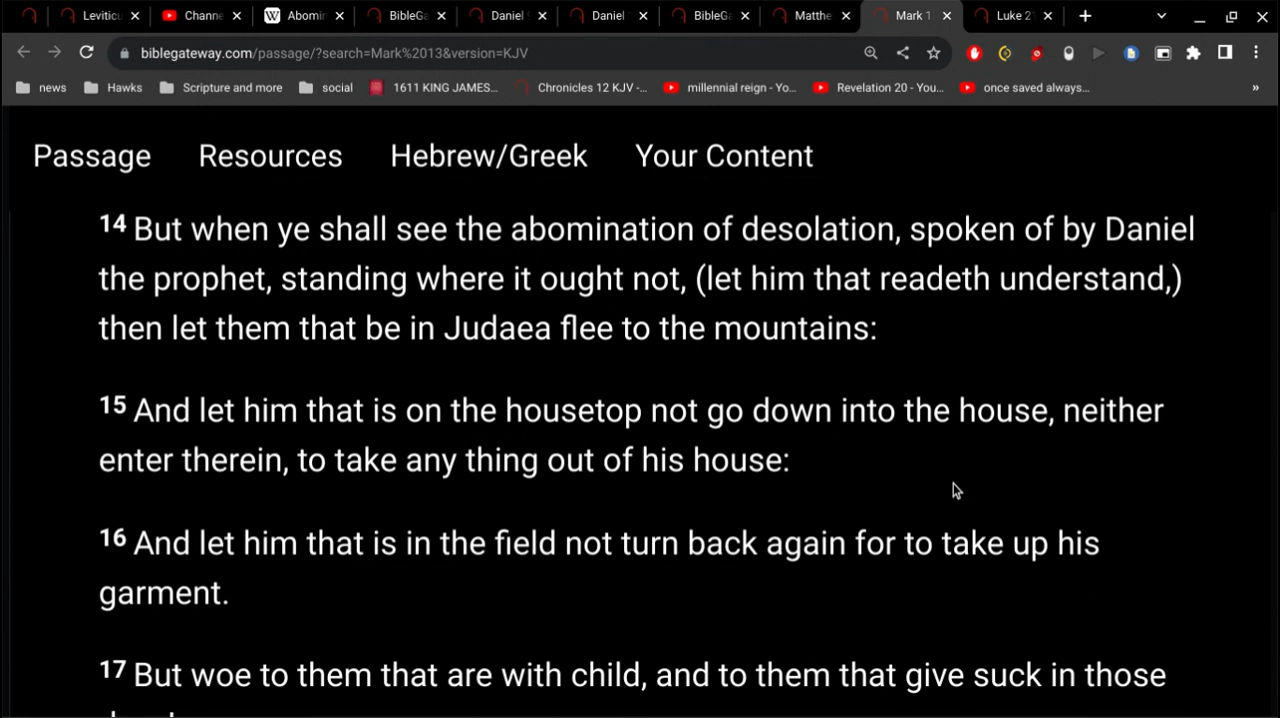 Leviticu
Channe
Abomin
BibleGa
Daniel 9
Daniel
BibleGa
Matthe
Mark 1
Luke 21
biblegateway.com/passage/?search=Mark%2013&version=KJV
news
Hawks
Scripture and more
social
1611 KING JAMES...
Chronicles 12 KJV -...
millennial reign - Yo...
Revelation 20 - You...
once saved always...
»
Passage Resources Hebrew/Greek Your Content
14 But when ye shall see the abomination of desolation, spoken of by Daniel
the prophet, standing where it ought not, (let him that readeth understand,)
then let them that be in Judaea flee to the mountains:
15 And let him that is on the housetop not go down into the house, neither
enter therein, to take any thing out of his house:
16 And let him that is in the field not turn back again for to take up his
garment.
17 But woe to them that are with child, and to them that give suck in those